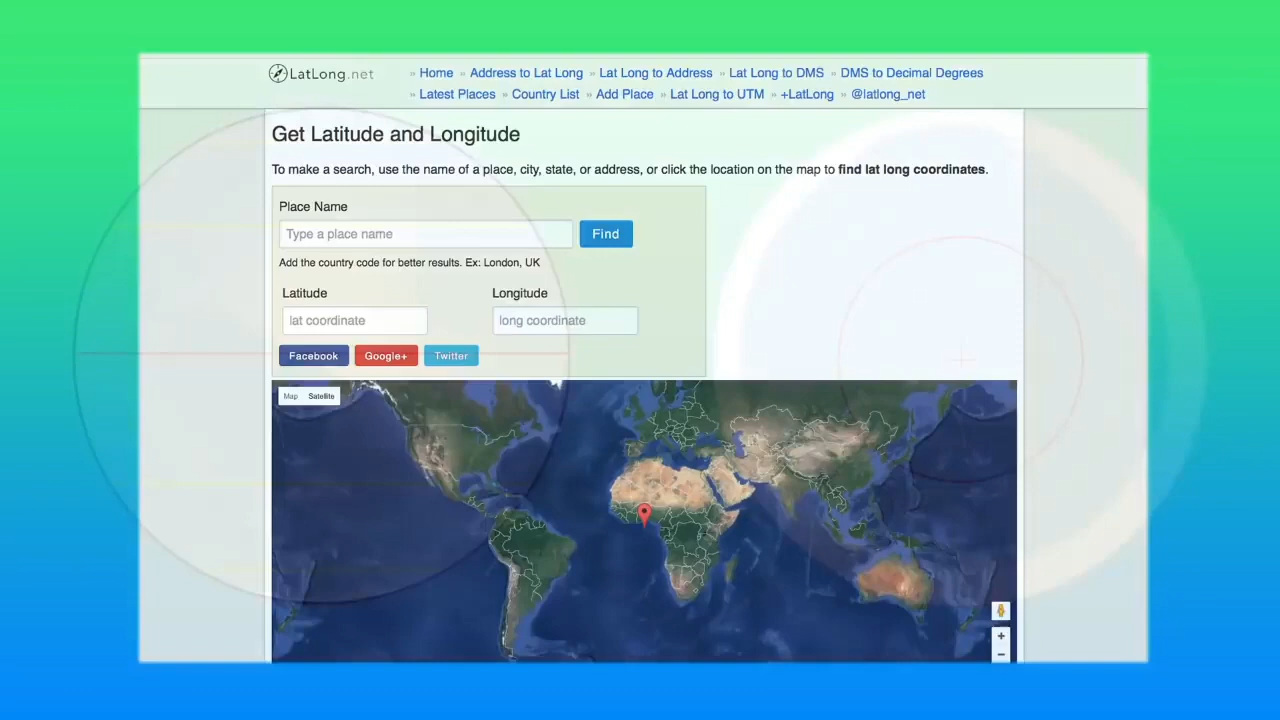 LatLong.net
» Home » Address to Lat Long » Lat Long to Address » Lat Long to DMS » DMS to Decimal Degrees
» Latest Places » Country List » Add Place » Lat Long to UTM » +LatLong » @latlong_net
Get Latitude and Longitude
To make a search, use the name of a place, city, state, or address, or click the location on the map to find lat long coordinates.
Place Name
Type a place name Find
Add the country code for better results. Ex: London, UK
Latitude Longitude
lat coordinate long coordinate
Facebook Google+ Twitter
Map Satellite
+
−